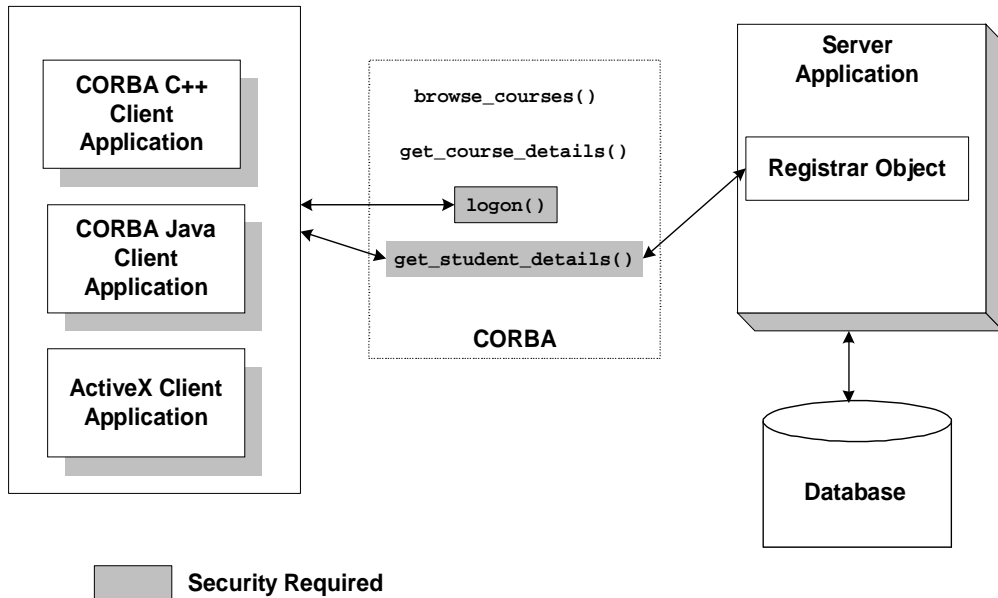 CORBA C++
Client
Application
CORBA Java
Client
Application
ActiveX Client
Application
browse_courses()
get_course_details()
logon()
get_student_details()
CORBA
Server
Application
Registrar Object
Database
Security Required